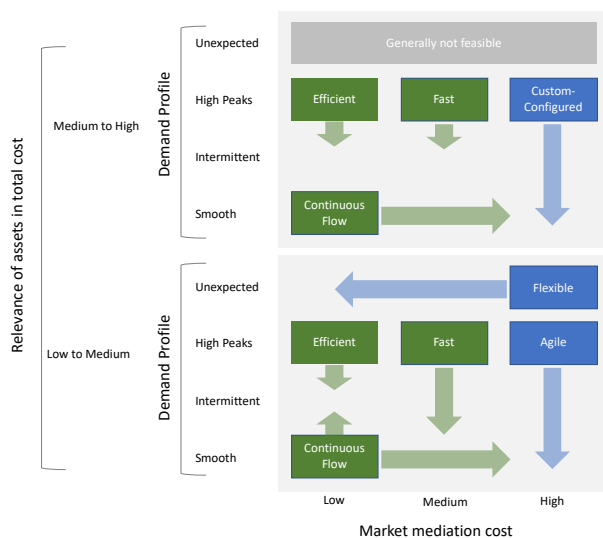 Relevance of assets in total cost
Medium to High
Demand Profile
Unexpected
Generally not feasible
High Peaks
Efficient
Fast
Custom-
Configured
Intermittent
Smooth
Continuous
Flow
Low to Medium
Demand Profile
Unexpected
Flexible
High Peaks
Efficient
Fast
Agile
Intermittent
Smooth
Continuous
Flow
Low
Medium
High
Market mediation cost